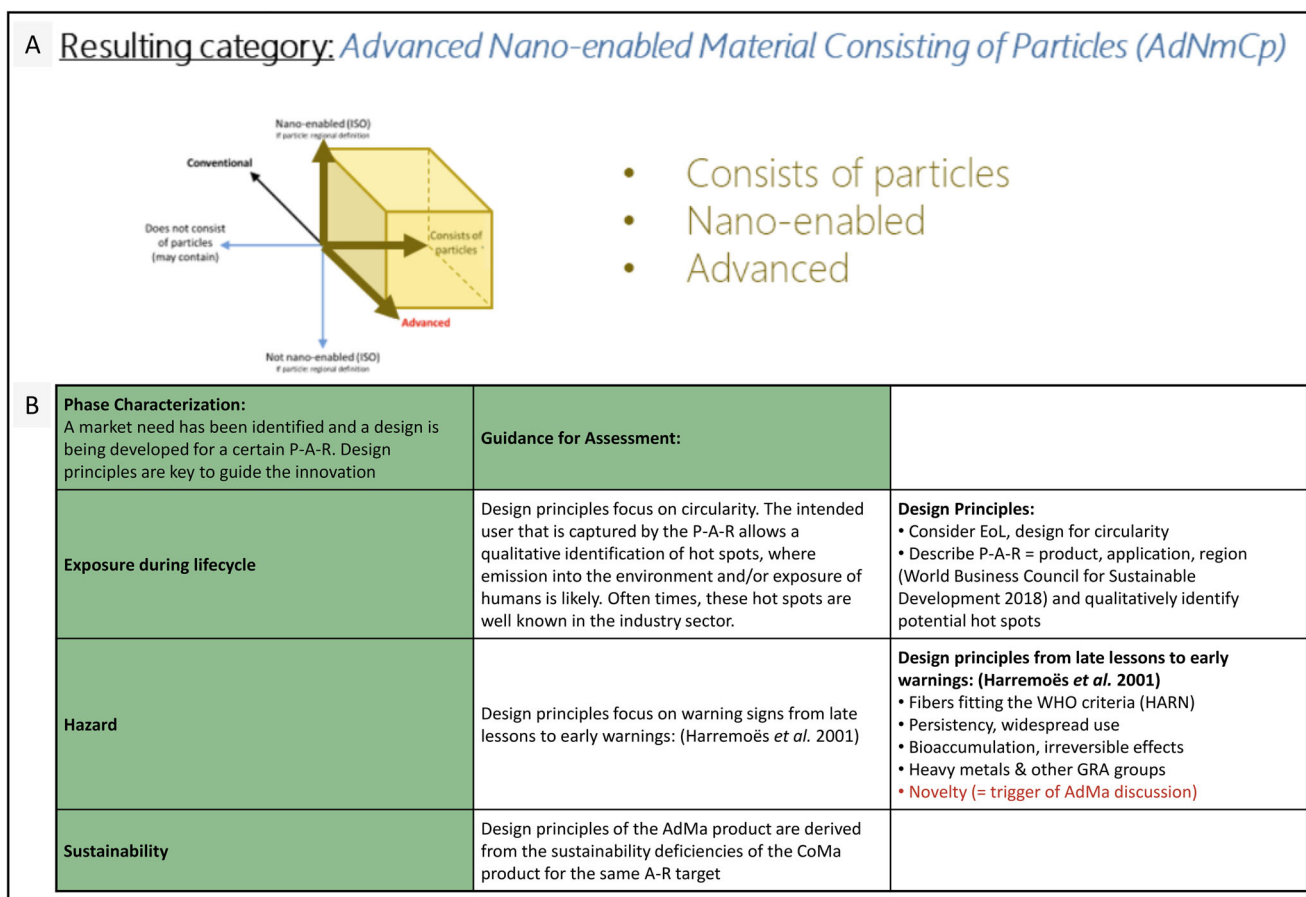 A
Resulting category: Advanced Nano-enabled Material Consisting of Particles (AdNmCp)
Nano-enabled (ISO)
If particle: regional definition
Conventional
Does not consist
of particles
(may contain)
Consists of
particles
Advanced
Not nano-enabled (ISO)
If particle: regional definition
• Consists of particles
• Nano-enabled
• Advanced
B
Phase Characterization:
A market need has been identified and a design is
being developed for a certain P-A-R. Design
principles are key to guide the innovation
Guidance for Assessment:
Exposure during lifecycle
Design principles focus on circularity. The intended
user that is captured by the P-A-R allows a
qualitative identification of hot spots, where
emission into the environment and/or exposure of
humans is likely. Often times, these hot spots are
well known in the industry sector.
Design Principles:
• Consider EoL, design for circularity
• Describe P-A-R = product, application, region
(World Business Council for Sustainable
Development 2018) and qualitatively identify
potential hot spots
Hazard
Design principles focus on warning signs from late
lessons to early warnings: (Harremoës et al. 2001)
Design principles from late lessons to early
warnings: (Harremoës et al. 2001)
• Fibers fitting the WHO criteria (HARN)
• Persistency, widespread use
• Bioaccumulation, irreversible effects
• Heavy metals & other GRA groups
• Novelty (= trigger of AdMa discussion)
Sustainability
Design principles of the AdMa product are derived
from the sustainability deficiencies of the CoMa
product for the same A-R target